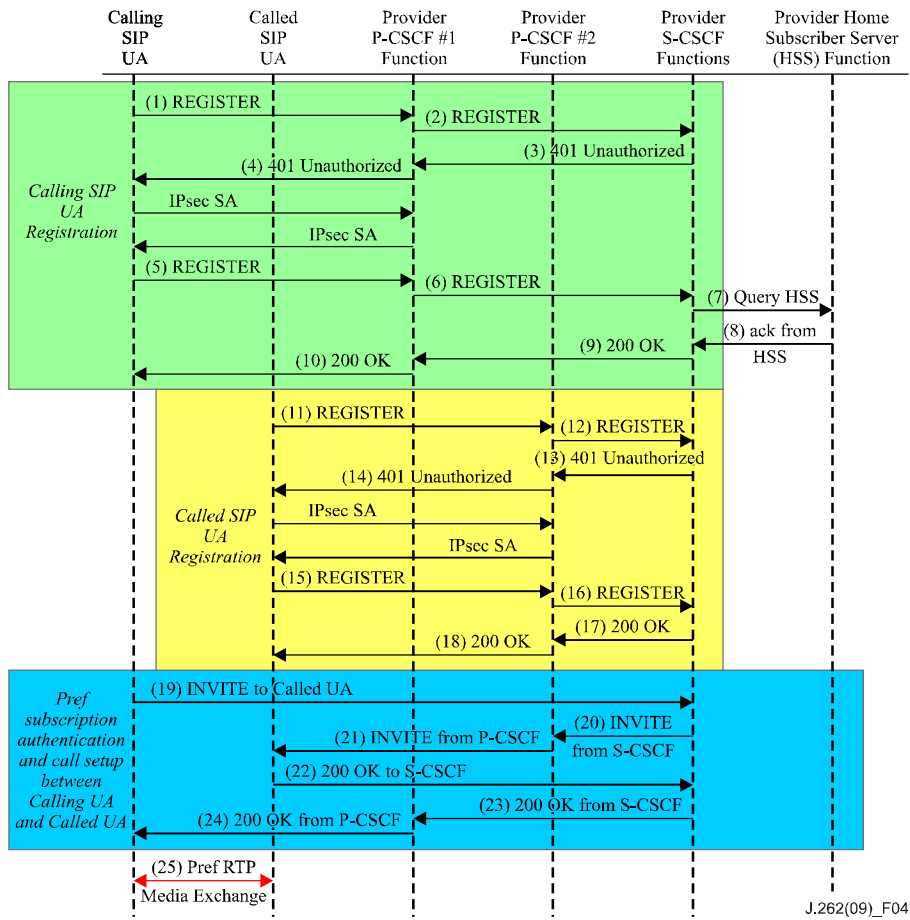 Calling
SIP
UA
Called
SIP
UA
Provider
P-CSCF #1
Function
Provider
P-CSCF #2
Function
Provider
S-CSCF
Functions
Provider Home
Subscriber Server
(HSS) Function
(1) REGISTER
(2) REGISTER
(3) 401 Unauthorized
(4) 401 Unauthorized
Calling SIP
UA
Registration
IPsec SA
IPsec SA
(5) REGISTER
(6) REGISTER
(7) Query HSS
(8) ack from
HSS
(9) 200 OK
(10) 200 OK
(11) REGISTER
(12) REGISTER
(13) 401 Unauthorized
(14) 401 Unauthorized
Called SIP
UA
Registration
IPsec SA
IPsec SA
(15) REGISTER
(16) REGISTER
(17) 200 OK
(18) 200 OK
Pref
subscription
authentication
and call setup
between
Calling UA
and Called UA
(19) INVITE to Called UA
(20) INVITE
from S-CSCF
(21) INVITE from P-CSCF
(22) 200 OK to S-CSCF
(23) 200 OK from S-CSCF
(24) 200 OK from P-CSCF
(25) Pref RTP
Media Exchange
J.262(09)_F04